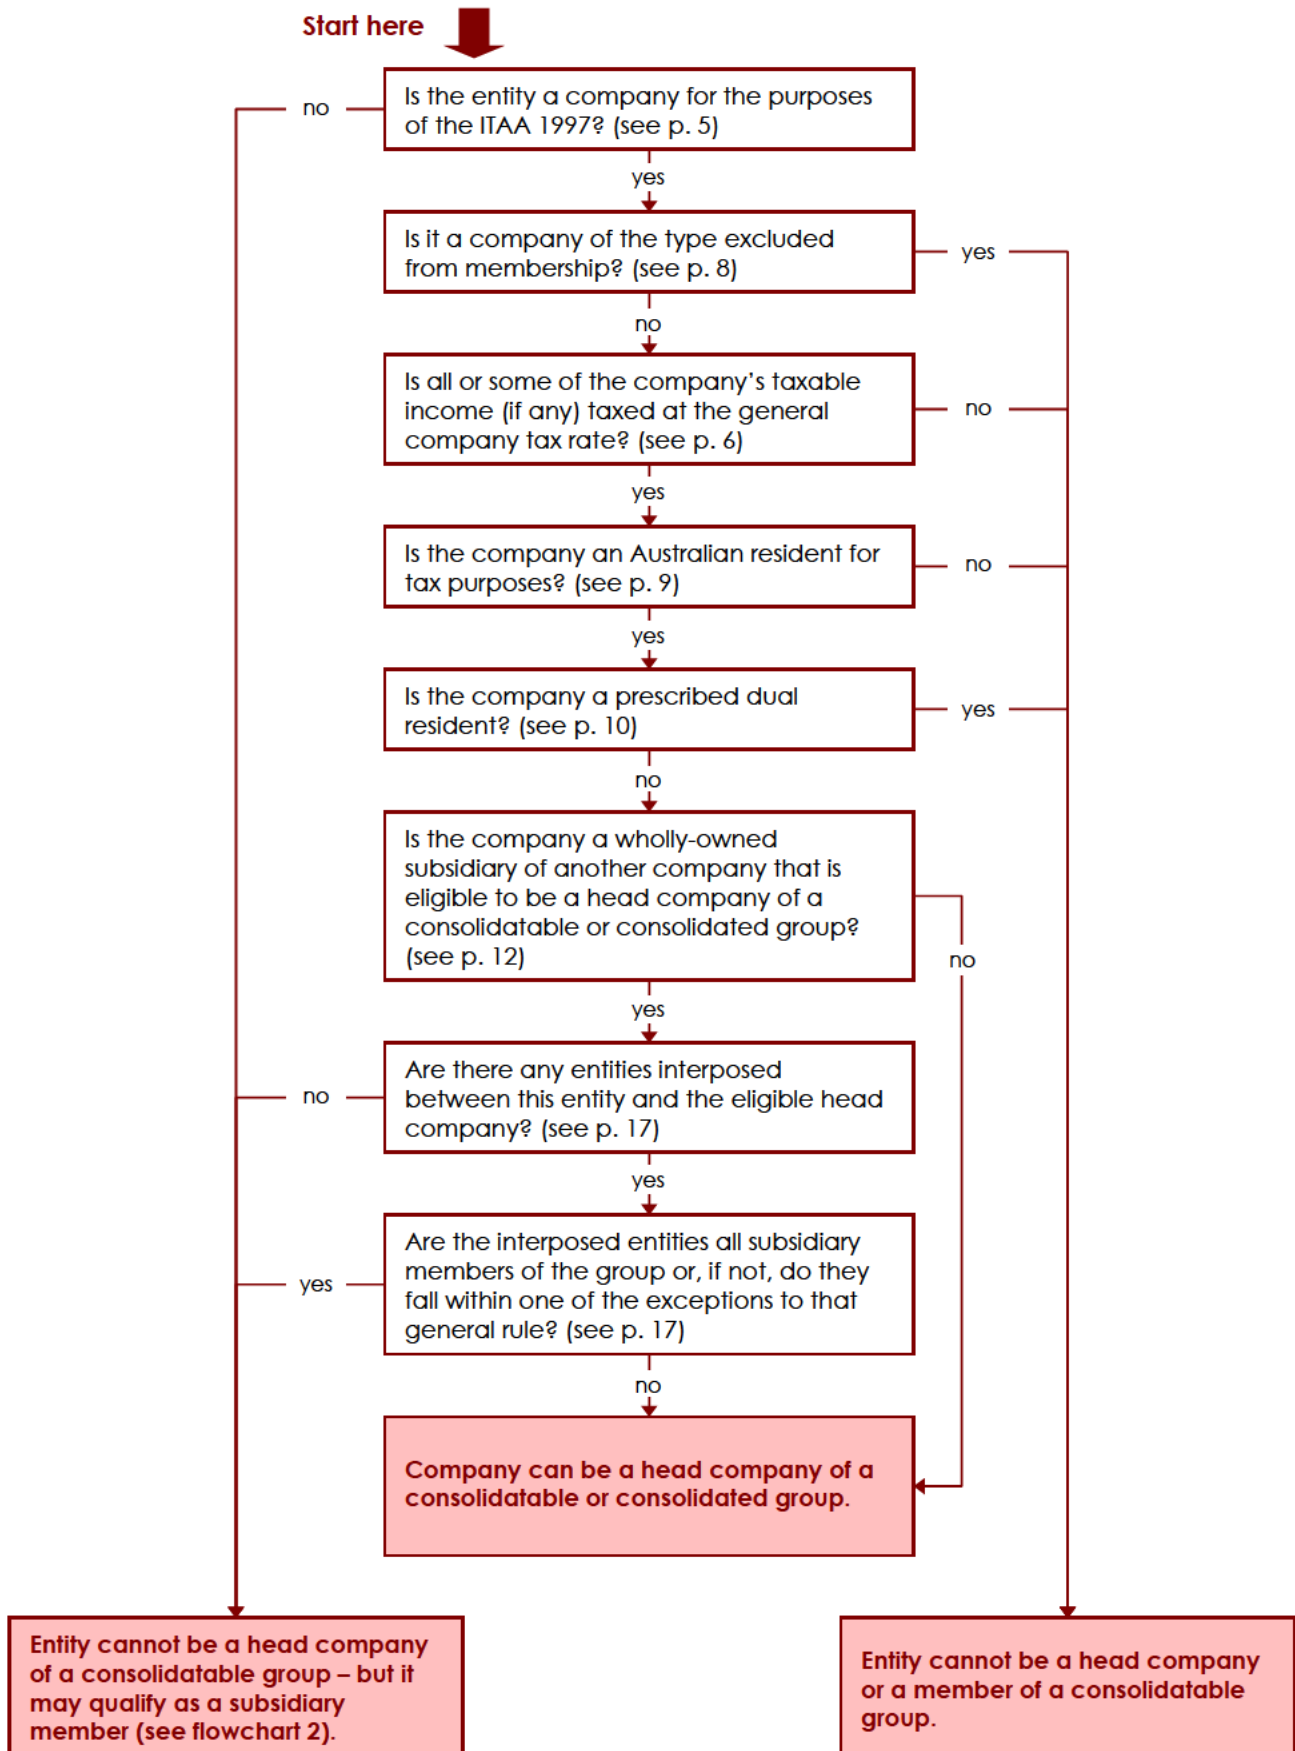 Start here
Is the entity a company for the purposes
of the ITAA 1997? (see p. 5)
no
yes
Is it a company of the type excluded
from membership? (see p. 8)
yes
no
Is all or some of the company's taxable
income (if any) taxed at the general
company tax rate? (see p. 6)
no
yes
Is the company an Australian resident for
tax purposes? (see p. 9)
no
yes
Is the company a prescribed dual
resident? (see p. 10)
yes
no
Is the company a wholly-owned
subsidiary of another company that is
eligible to be a head company of a
consolidatable or consolidated group?
(see p. 12)
no
yes
Are there any entities interposed
between this entity and the eligible head
company? (see p. 17)
no
yes
Are the interposed entities all subsidiary
members of the group or, if not, do they
fall within one of the exceptions to that
general rule? (see p. 17)
yes
no
Company can be a head company of a
consolidatable or consolidated group.
Entity cannot be a head company
of a consolidatable group – but it
may qualify as a subsidiary
member (see flowchart 2).
Entity cannot be a head company
or a member of a consolidatable
group.